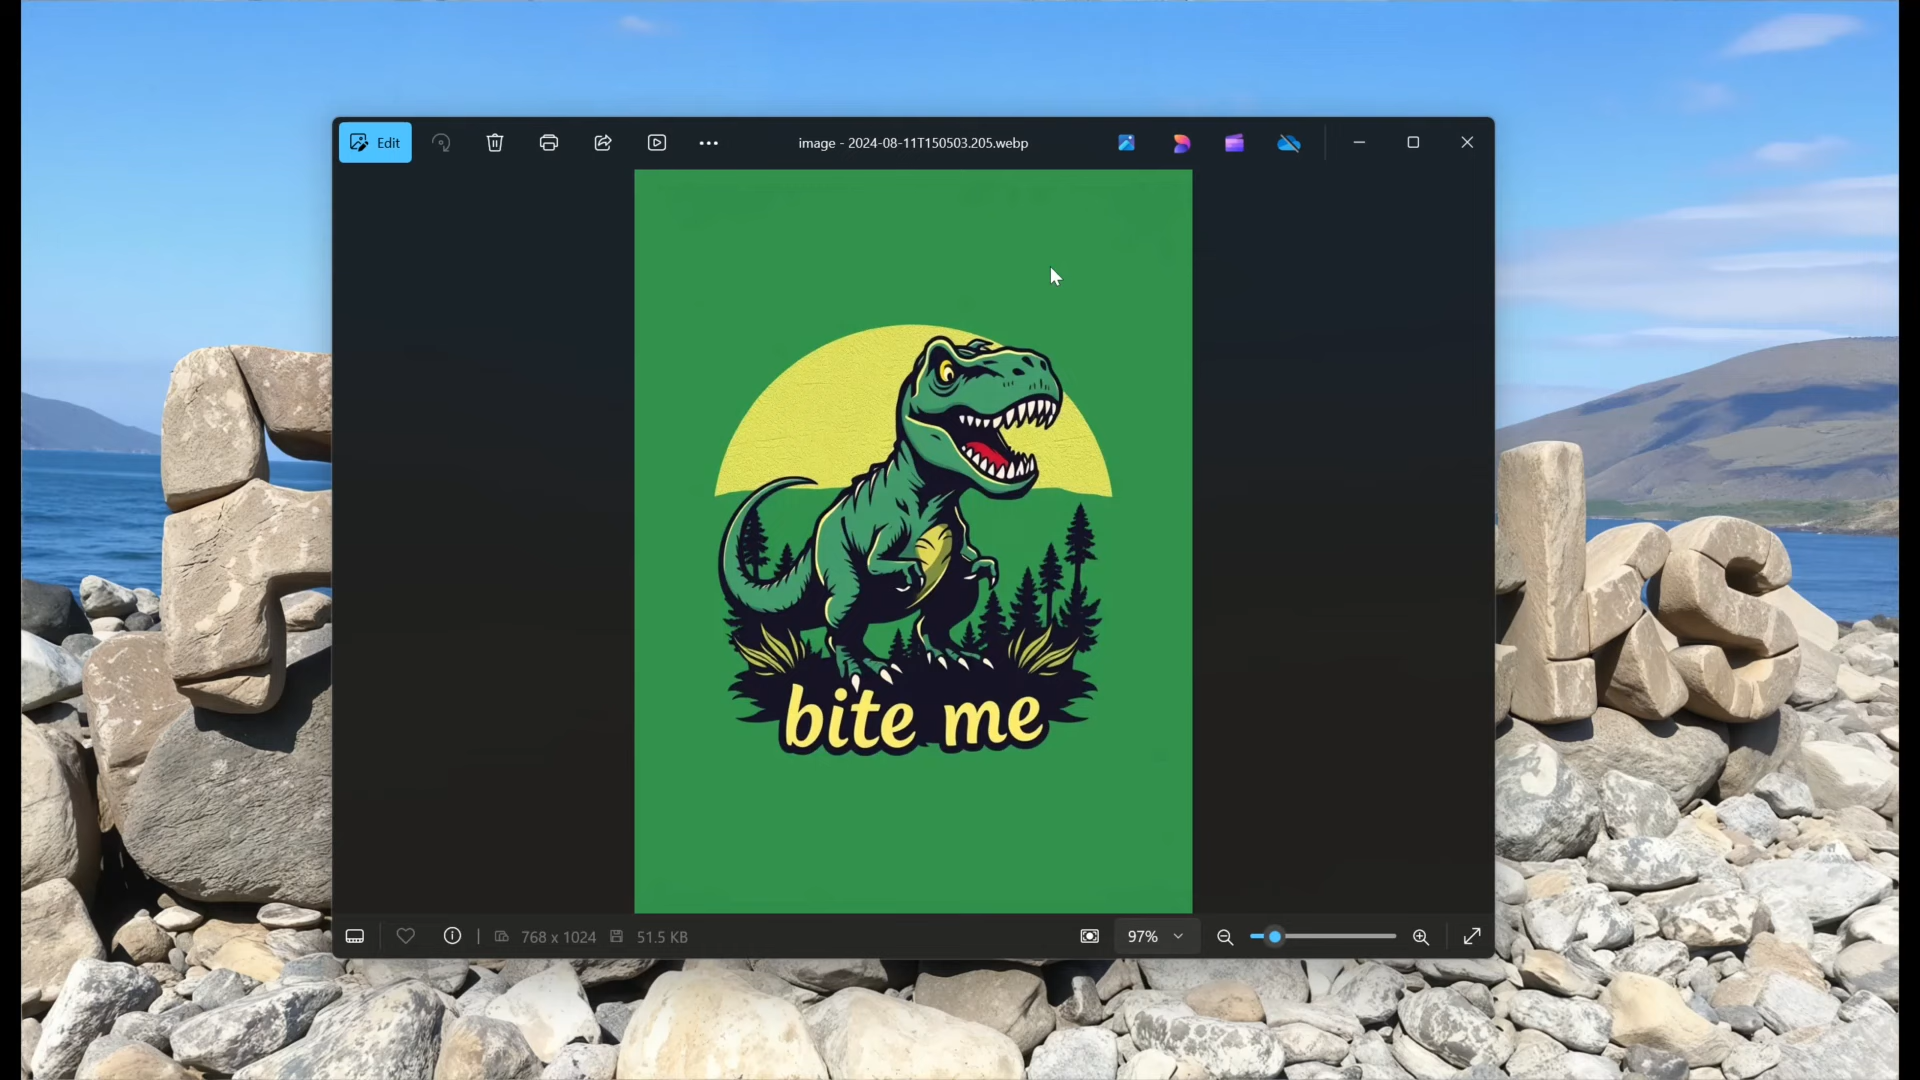 Edit
image - 2024-08-11T150503.205.webp
bite me
768 x 1024
51.5 KB
97%